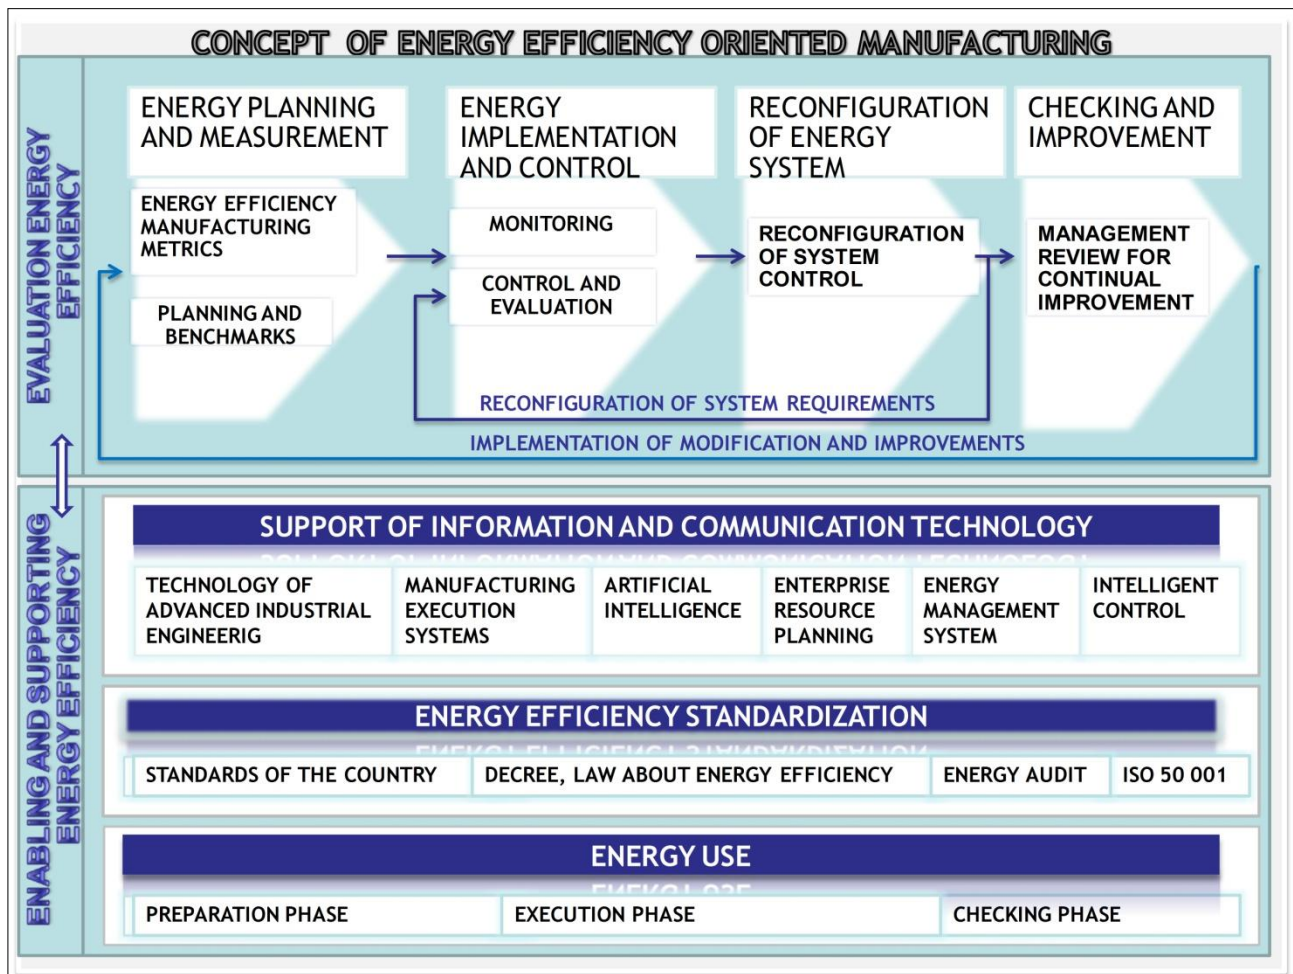 CONCEPT OF ENERGY EFFICIENCY ORIENTED MANUFACTURING
EVALUATION ENERGY
EFFICIENCY
ENERGY PLANNING
AND MEASUREMENT
ENERGY EFFICIENCY
MANUFACTURING
METRICS
PLANNING AND
BENCHMARKS
ENERGY
IMPLEMENTATION
AND CONTROL
MONITORING
CONTROL AND
EVALUATION
RECONFIGURATION
OF ENERGY
SYSTEM
RECONFIGURATION
OF SYSTEM
CONTROL
CHECKING AND
IMPROVEMENT
MANAGEMENT
REVIEW FOR
CONTINUAL
IMPROVEMENT
RECONFIGURATION OF SYSTEM REQUIREMENTS
IMPLEMENTATION OF MODIFICATION AND IMPROVEMENTS
ENABLING AND SUPPORTING
ENERGY EFFICIENCY
SUPPORT OF INFORMATION AND COMMUNICATION TECHNOLOGY
TECHNOLOGY OF
ADVANCED INDUSTRIAL
ENGINEERIG
MANUFACTURING
EXECUTION
SYSTEMS
ARTIFICIAL
INTELLIGENCE
ENTERPRISE
RESOURCE
PLANNING
ENERGY
MANAGEMENT
SYSTEM
INTELLIGENT
CONTROL
ENERGY EFFICIENCY STANDARDIZATION
STANDARDS OF THE COUNTRY
DECREE, LAW ABOUT ENERGY EFFICIENCY
ENERGY AUDIT
ISO 50 001
ENERGY USE
PREPARATION PHASE
EXECUTION PHASE
CHECKING PHASE